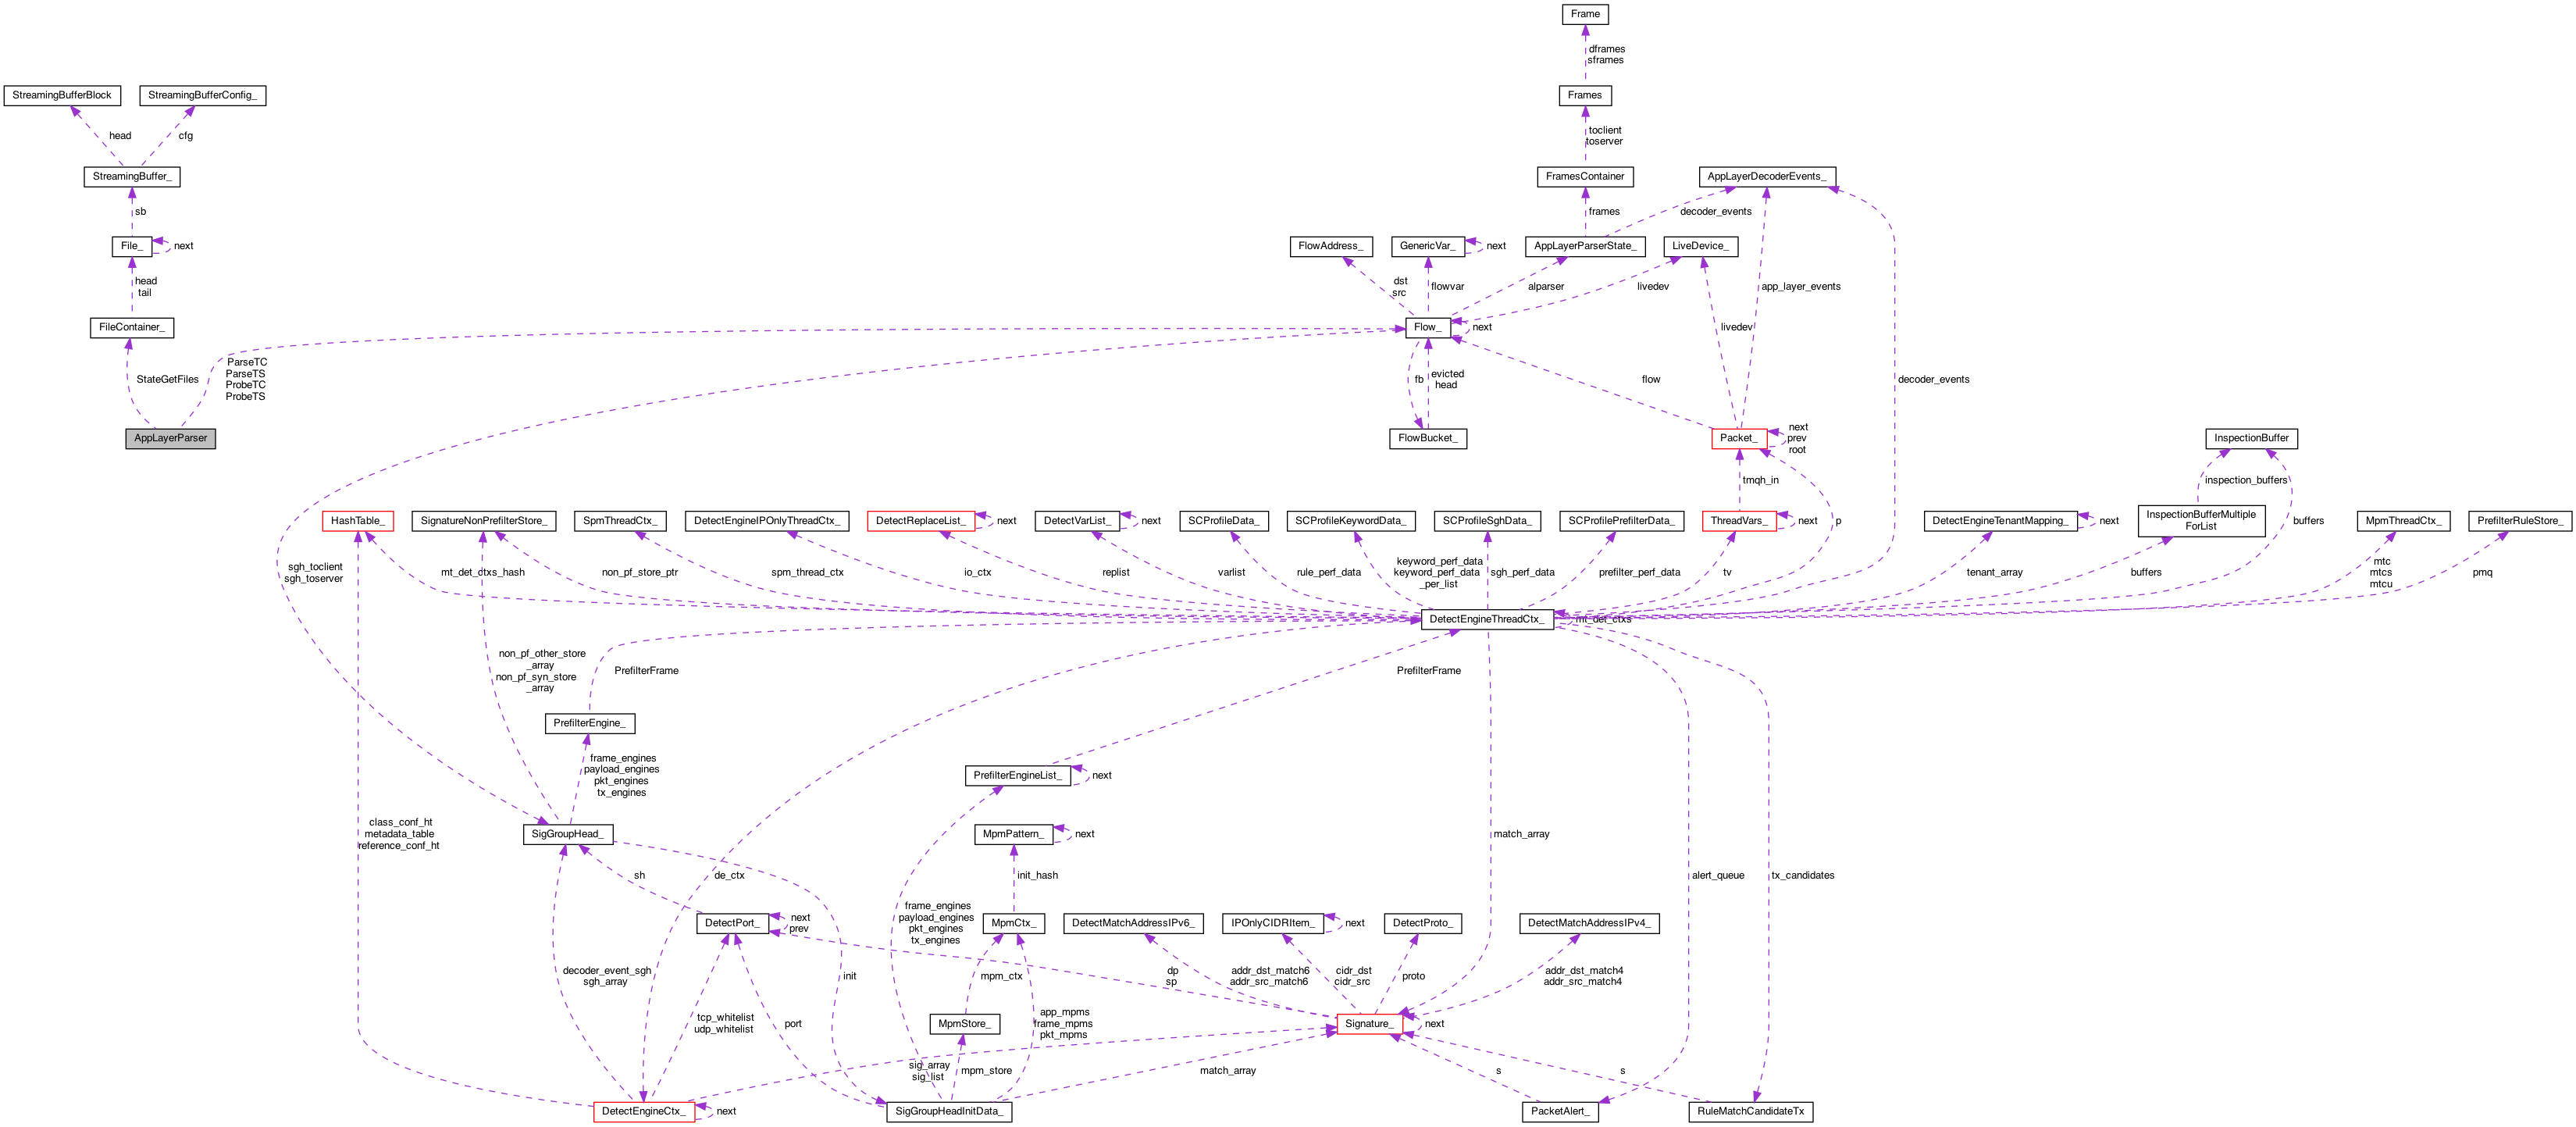 Frame
dframes
sframes
StreamingBufferBlock
StreamingBufferConfig_
Frames
head
cfg
toclient
toserver
StreamingBuffer_
FramesContainer
AppLayerDecoderEvents_
sb
frames
decoder_events
File_
next
FlowAddress_
GenericVar_
next
AppLayerParserState_
LiveDevice_
head
tail
dst
src
flowvar
alparser
livedev
app_layer_events
FileContainer_
Flow_
next
livedev
StateGetFiles
ParseTC
ParseTS
ProbeTC
ProbeTS
fb
evicted
head
flow
decoder_events
AppLayerParser
FlowBucket_
Packet_
next
prev
root
InspectionBuffer
tmqh_in
inspection_buffers
HashTable_
SignatureNonPrefilterStore_
SpmThreadCtx_
DetectEngineIPOnlyThreadCtx_
DetectReplaceList_
next
DetectVarList_
next
SCProfileData_
SCProfileKeywordData_
SCProfileSghData_
SCProfilePrefilterData_
ThreadVars_
next
p
DetectEngineTenantMapping_
next
InspectionBufferMultiple
ForList
buffers
MpmThreadCtx_
PrefilterRuleStore_
sgh_toclient
sgh_toserver
mt_det_ctxs_hash
non_pf_store_ptr
spm_thread_ctx
io_ctx
replist
varlist
rule_perf_data
keyword_perf_data
keyword_perf_data
_per_list
sgh_perf_data
prefilter_perf_data
tv
tenant_array
buffers
mtc
mtcs
mtcu
pmq
DetectEngineThreadCtx_
mt_det_ctxs
non_pf_other_store
_array
non_pf_syn_store
_array
PrefilterFrame
PrefilterFrame
PrefilterEngine_
frame_engines
payload_engines
pkt_engines
tx_engines
PrefilterEngineList_
next
class_conf_ht
metadata_table
reference_conf_ht
SigGroupHead_
MpmPattern_
next
match_array
sh
de_ctx
init_hash
alert_queue
tx_candidates
frame_engines
payload_engines
pkt_engines
tx_engines
DetectPort_
next
prev
MpmCtx_
DetectMatchAddressIPv6_
IPOnlyCIDRItem_
next
DetectProto_
DetectMatchAddressIPv4_
decoder_event_sgh
sgh_array
init
mpm_ctx
dp
sp
addr_dst_match6
addr_src_match6
cidr_dst
cidr_src
proto
addr_dst_match4
addr_src_match4
tcp_whitelist
udp_whitelist
port
MpmStore_
app_mpms
frame_mpms
pkt_mpms
Signature_
next
sig_array
sig_list
mpm_store
match_array
s
s
DetectEngineCtx_
next
SigGroupHeadInitData_
PacketAlert_
RuleMatchCandidateTx